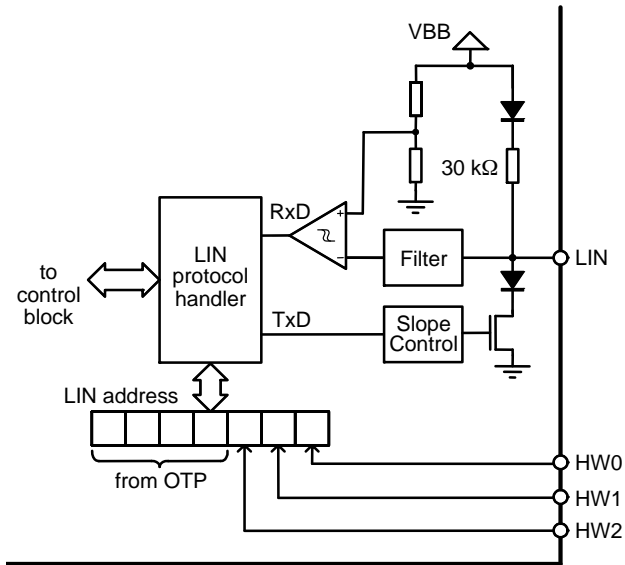 VBB
30 kΩ
RxD
+
−
LIN
protocol
handler
Filter
LIN
to
control
block
TxD
Slope
Control
LIN address
from OTP
HW0
HW1
HW2